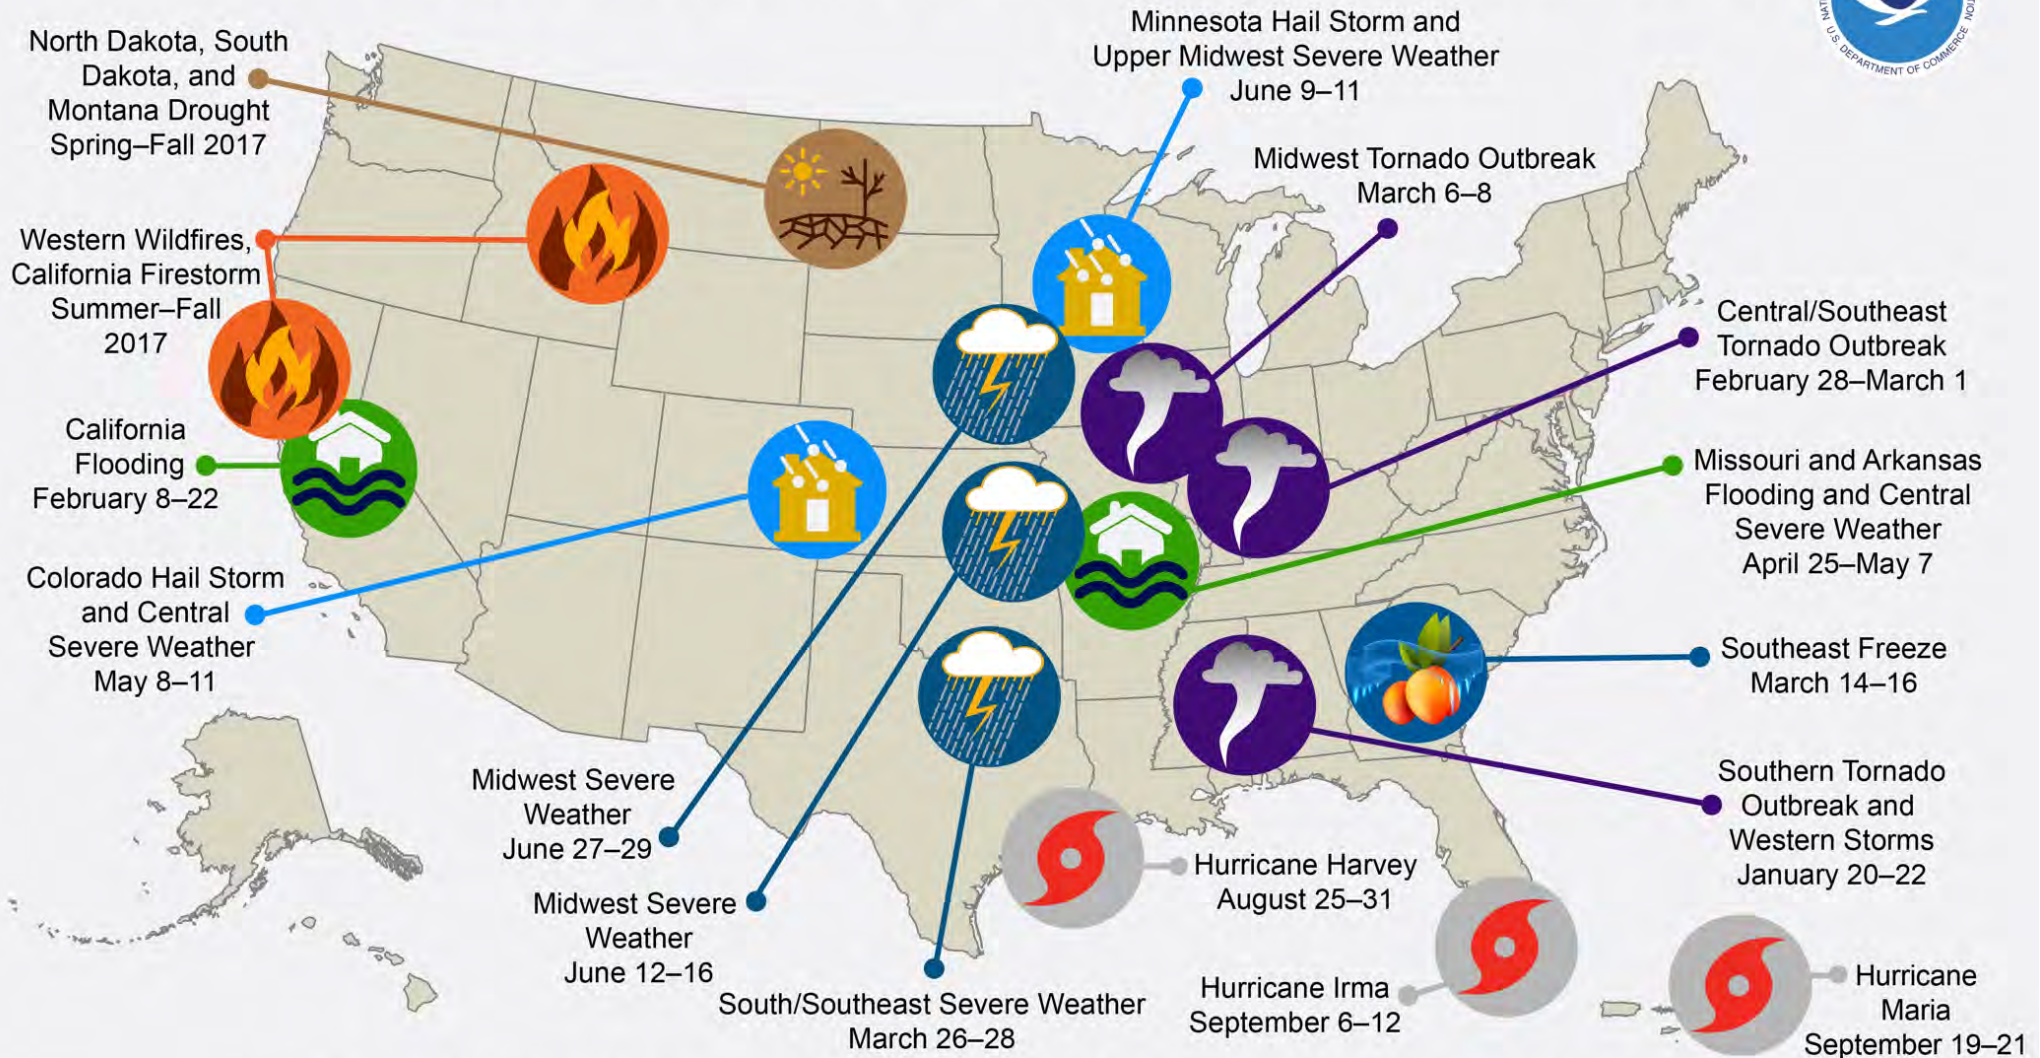 North Dakota, South
Dakota, and
Montana Drought
Spring–Fall 2017
Minnesota Hail Storm and
Upper Midwest Severe Weather
June 9–11
U.S. DEPARTMENT OF COMMERCE
Midwest Tornado Outbreak
March 6–8
Western Wildfires,
California Firestorm
Summer–Fall
2017
Central/Southeast
Tornado Outbreak
February 28–March 1
California
Flooding
February 8–22
Missouri and Arkansas
Flooding and Central
Severe Weather
April 25–May 7
Colorado Hail Storm
and Central
Severe Weather
May 8–11
Southeast Freeze
March 14–16
Midwest Severe
Weather
June 27–29
Southern Tornado
Outbreak and
Western Storms
January 20–22
Hurricane Harvey
August 25–31
Midwest Severe
Weather
June 12–16
South/Southeast Severe Weather
March 26–28
Hurricane Irma
September 6–12
Hurricane
Maria
September 19–21